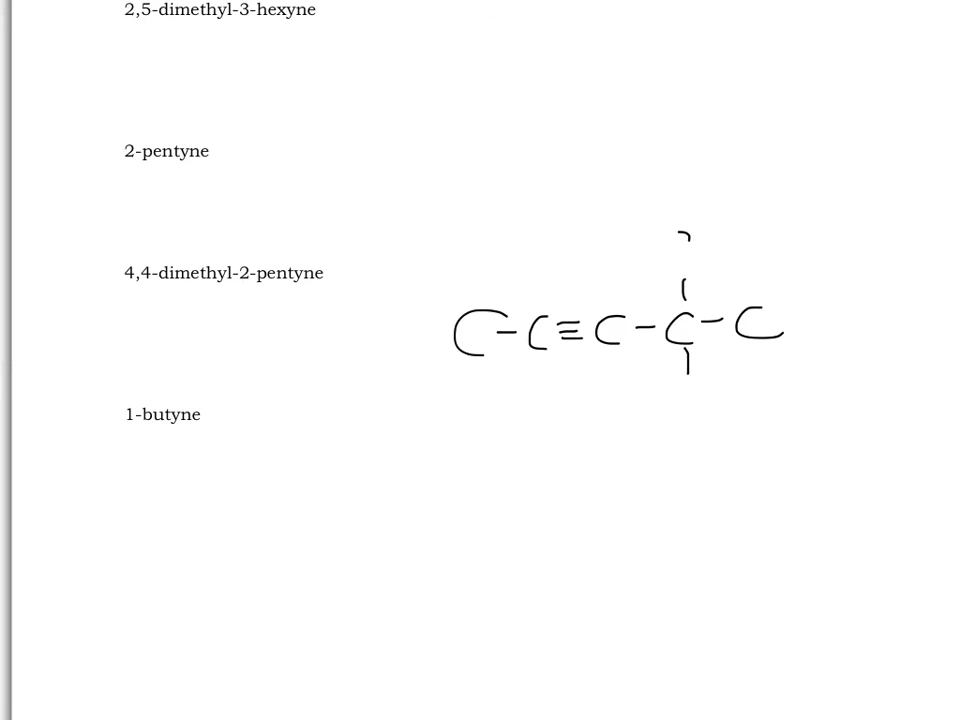 2,5-dimethyl-3-hexyne
2-pentyne
4,4-dimethyl-2-pentyne
C-C≡C-C-C
1-butyne